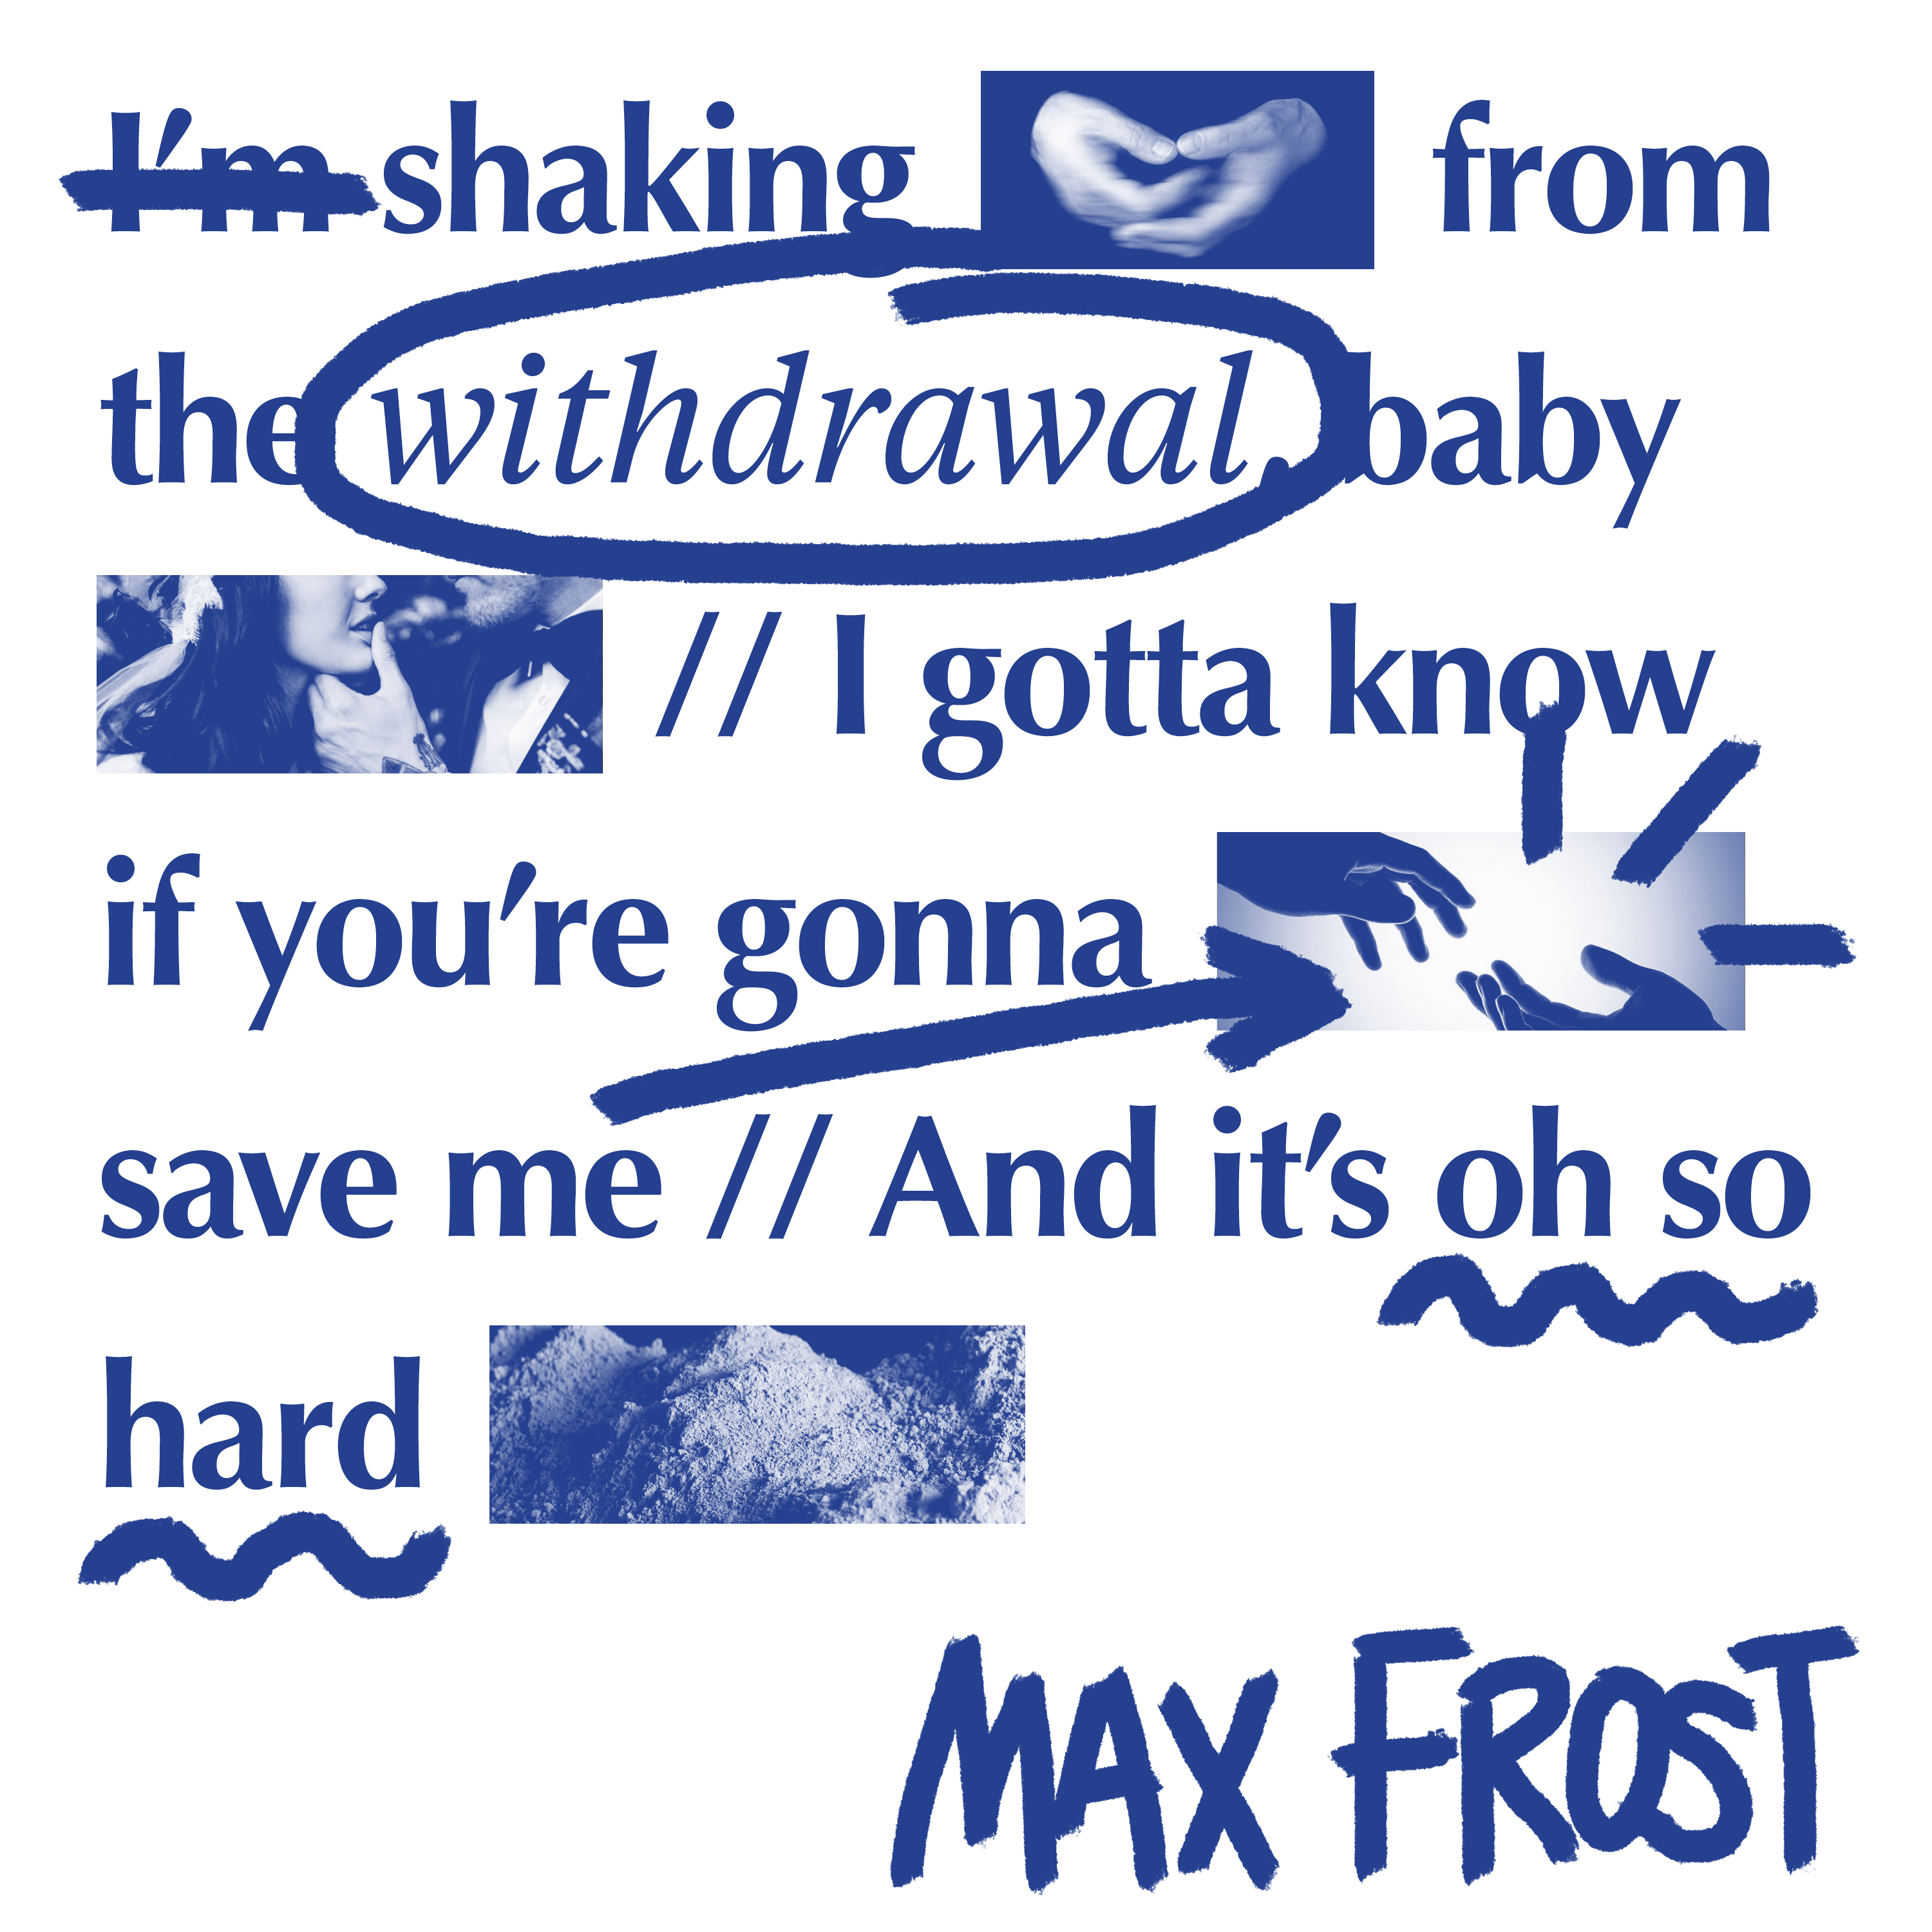 I'm shaking from
the withdrawal, baby
// I gotta know
if you're gonna
save me // And it's oh so
hard
MAX FROST